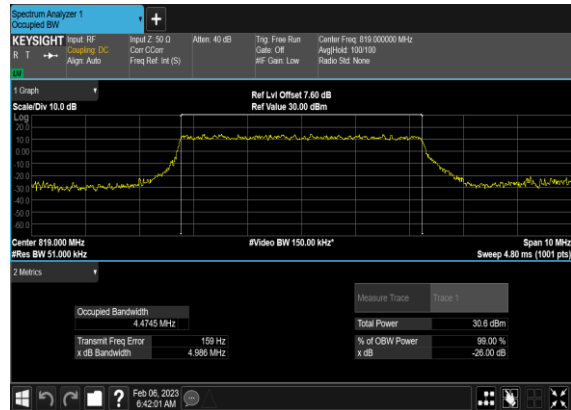 Spectrum Analyzer 1
Occupied BW
KEYSIGHT Input: RF Input Z: 50 Ω Atten: 40 dB Trig: Free Run Center Freq: 819.000000 MHz
R T Coupling: DC Corr CCorr Gate: Off Avg|Hold: 100/100
Align: Auto Freq Ref: Int (S) #IF Gain: Low Radio Std: None
1 Graph
Ref Lvl Offset 7.60 dB
Scale/Div 10.0 dB Ref Value 30.00 dBm
Log
20.0
10.0
0.00
-10.0
-20.0
-30.0
-40.0
-50.0
-60.0
Center 819.000 MHz #Video BW 150.00 kHz* Span 10 MHz
#Res BW 51.000 kHz Sweep 4.80 ms (1001 pts)
2 Metrics
Measure Trace Trace 1
Occupied Bandwidth
4.4745 MHz Total Power 30.6 dBm
Transmit Freq Error 159 Hz % of OBW Power 99.00 %
x dB Bandwidth 4.986 MHz x dB -26.00 dB
Feb 06, 2023
6:42:01 AM